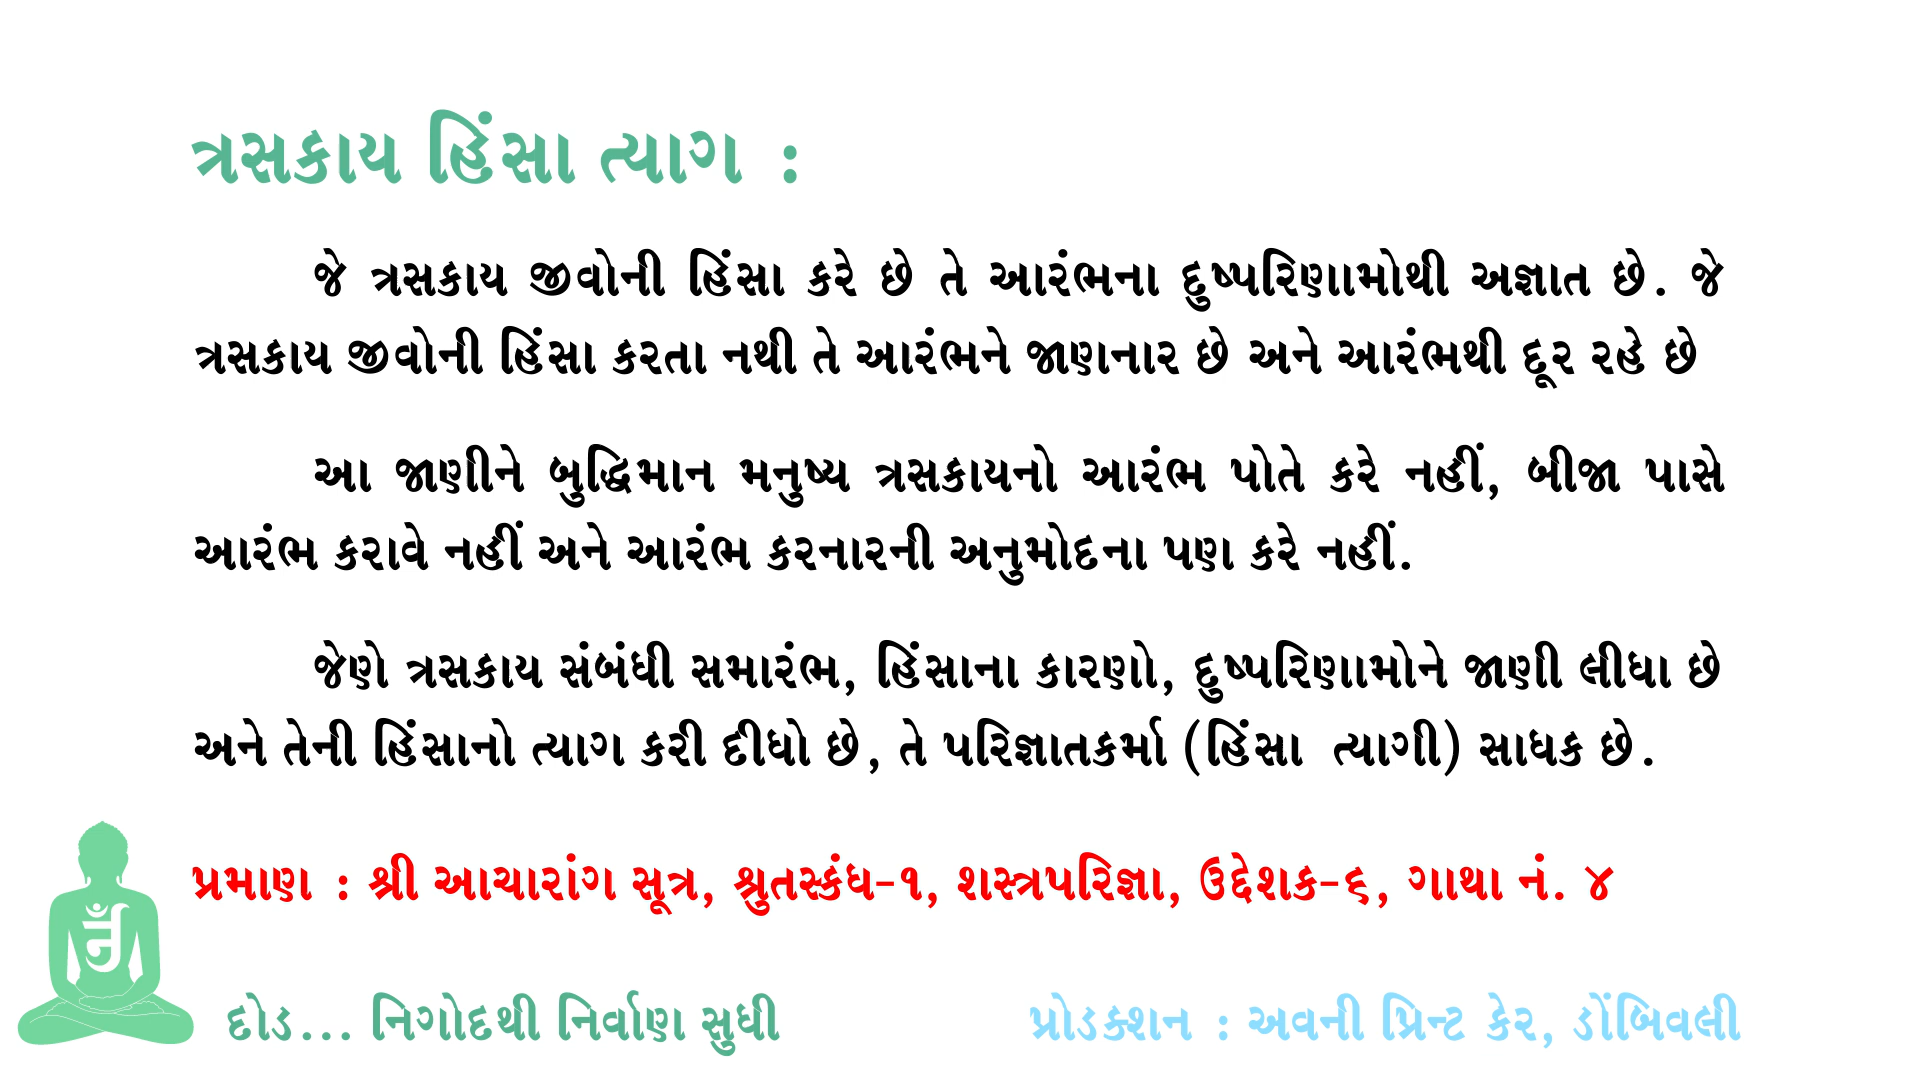 ત્રસકાય હિંસા ત્યાગ :
જે ત્રસકાય જીવોની હિંસા કરે છે તે આરંભના દુષ્પરિણામોથી અજ્ઞાત છે. જે
ત્રસકાય જીવોની હિંસા કરતા નથી તે આરંભને જાણનાર છે અને આરંભથી દૂર રહે છે
આ જાણીને બુદ્ધિમાન મનુષ્ય ત્રસકાયનો આરંભ પોતે કરે નહીં, બીજા પાસે
આરંભ કરાવે નહીં અને આરંભ કરનારની અનુમોદના પણ કરે નહીં.
જેણે ત્રસકાય સંબંધી સમારંભ, હિંસાના કારણો, દુષ્પરિણામોને જાણી લીધા છે
અને તેની હિંસાનો ત્યાગ કરી દીધો છે, તે પરિજ્ઞાતકર્મા (હિંસા ત્યાગી) સાધક છે.
પ્રમાણ : શ્રી આચારાંગ સૂત્ર, શ્રુતસ્કંધ-૧, શસ્ત્રપરિજ્ઞા, ઉદ્દેશક-૬, ગાથા નં. ૪
દોડ... નિગોદથી નિર્વાણ સુધી
પ્રોડક્શન : અવની પ્રિન્ટ કેર, ડોંબિવલી